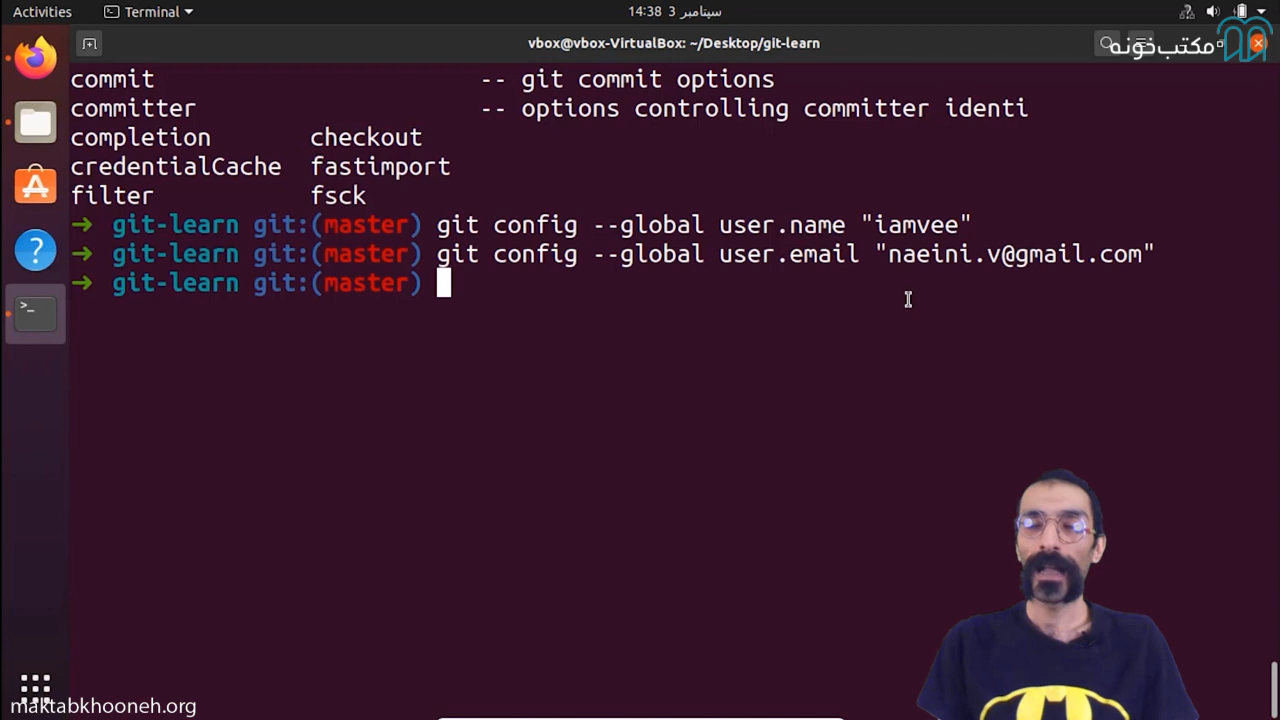 Activities
Terminal
14:38 3 سپتامبر
vbox@vbox-VirtualBox: ~/Desktop/git-learn
مکتب‌خونه
commit -- git commit options
committer -- options controlling committer identi
completion checkout
credentialCache fastimport
filter fsck
➜ git-learn git:(master) git config --global user.name "iamvee"
➜ git-learn git:(master) git config --global user.email "naeini.v@gmail.com"
➜ git-learn git:(master)
maktabkhooneh.org